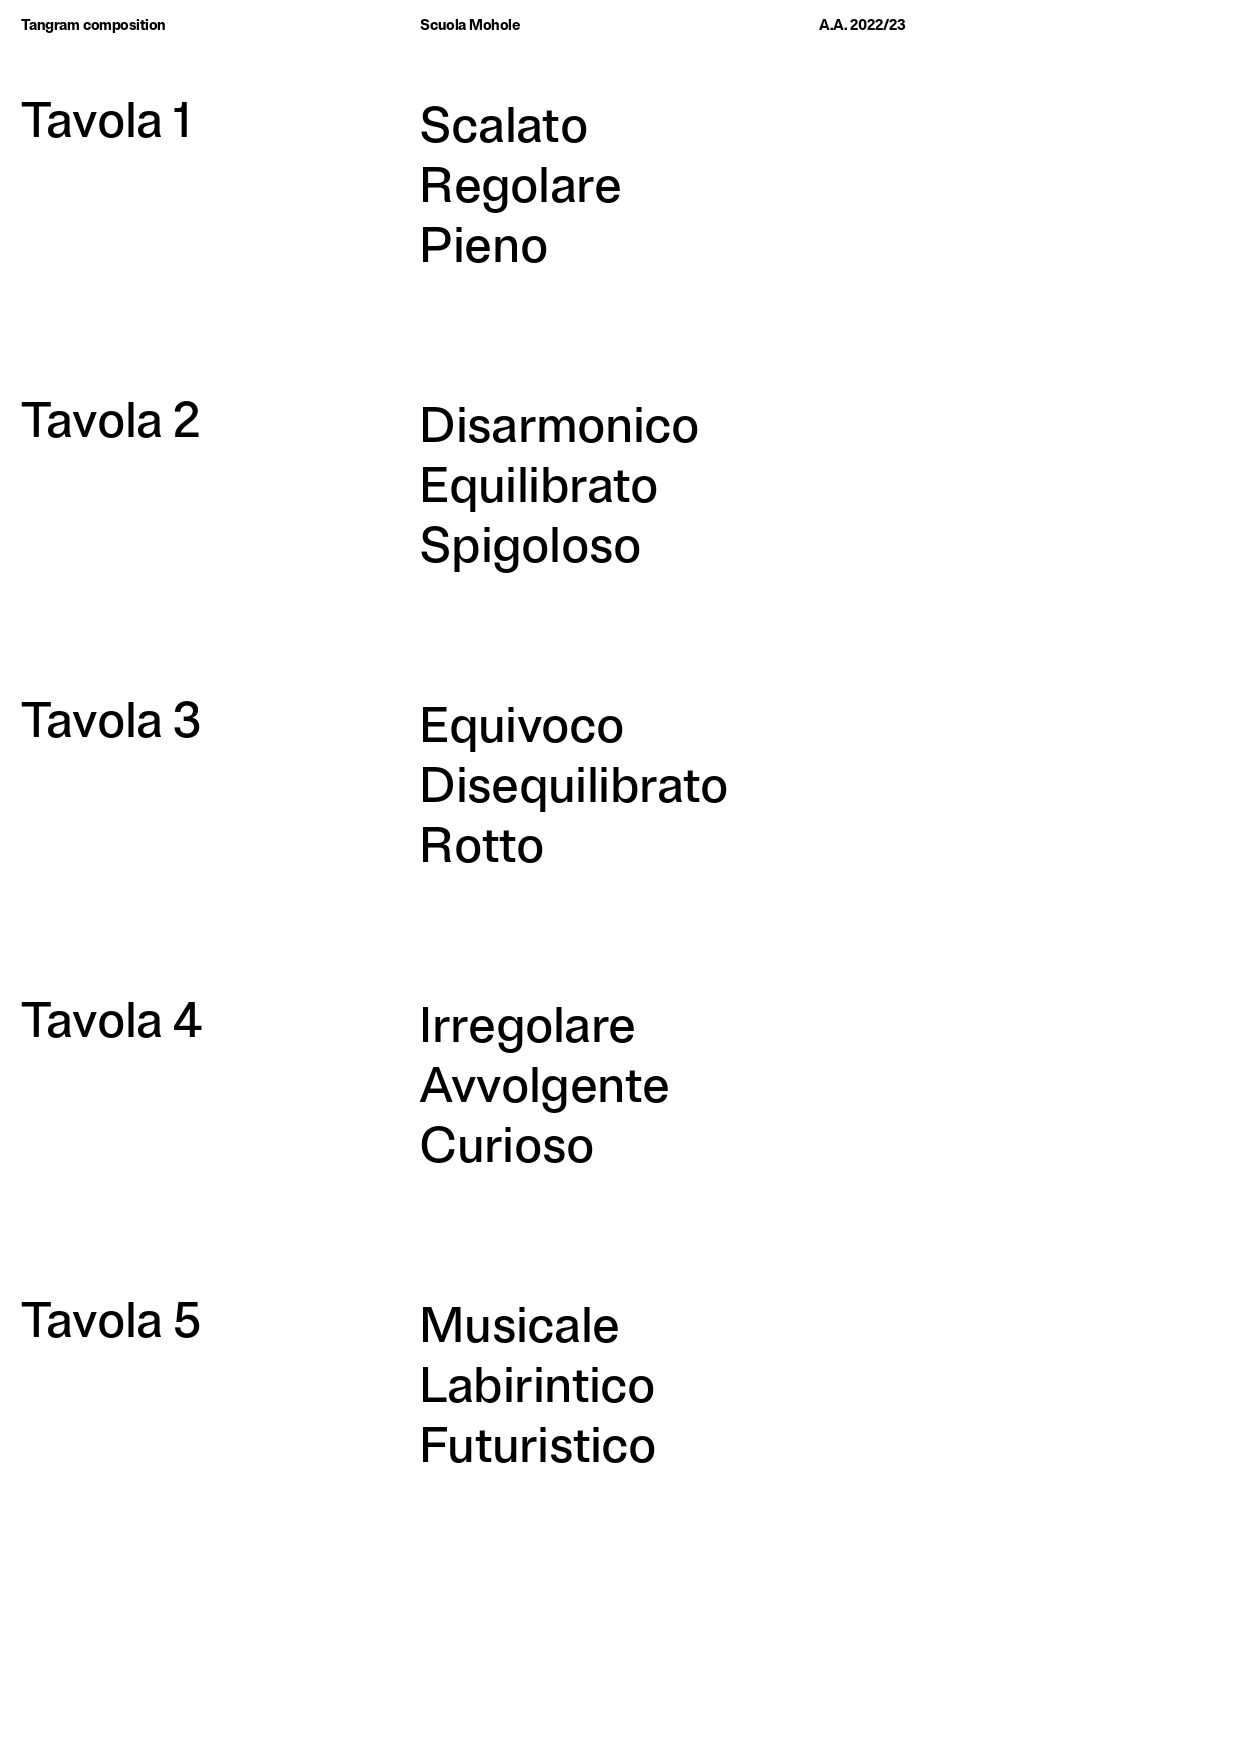 Tangram composition
Scuola Mohole
A.A. 2022/23
Tavola 1
Scalato
Regolare
Pieno
Tavola 2
Disarmonico
Equilibrato
Spigoloso
Tavola 3
Equivoco
Disequilibrato
Rotto
Tavola 4
Irregolare
Avvolgente
Curioso
Tavola 5
Musicale
Labirintico
Futuristico